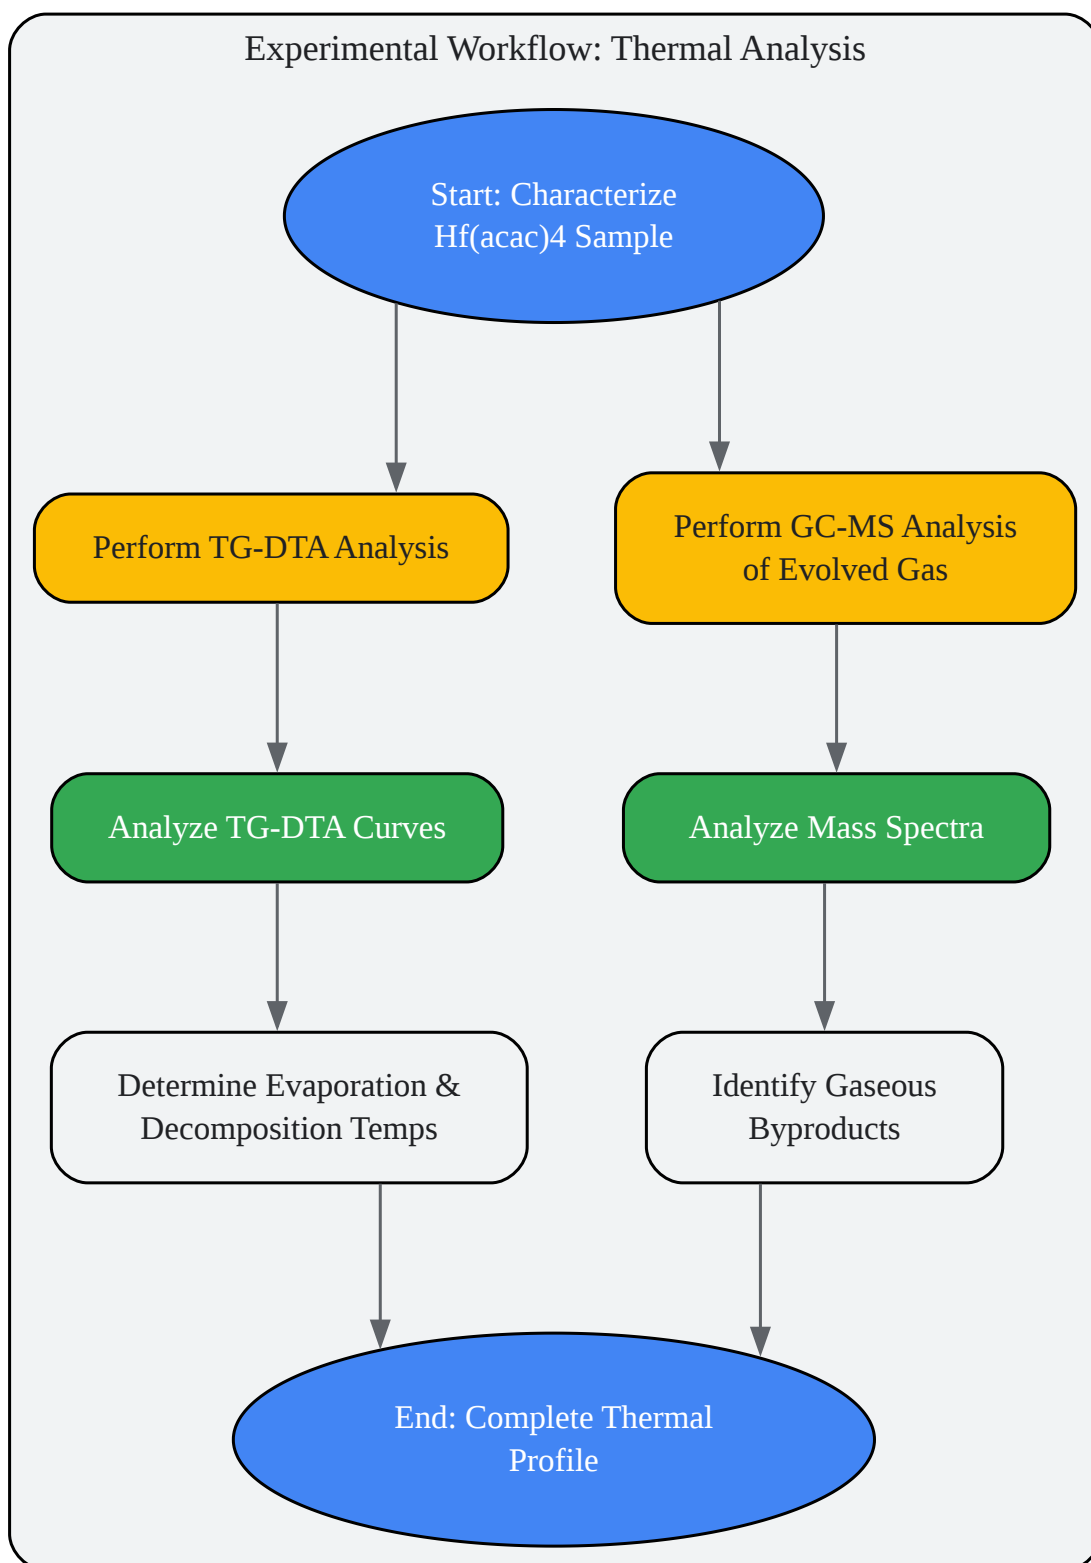 Experimental Workflow: Thermal Analysis
Start: Characterize
Hf(acac)4 Sample
Perform TG-DTA Analysis
Perform GC-MS Analysis
of Evolved Gas
Analyze TG-DTA Curves
Analyze Mass Spectra
Determine Evaporation &
Decomposition Temps
Identify Gaseous
Byproducts
End: Complete Thermal
Profile